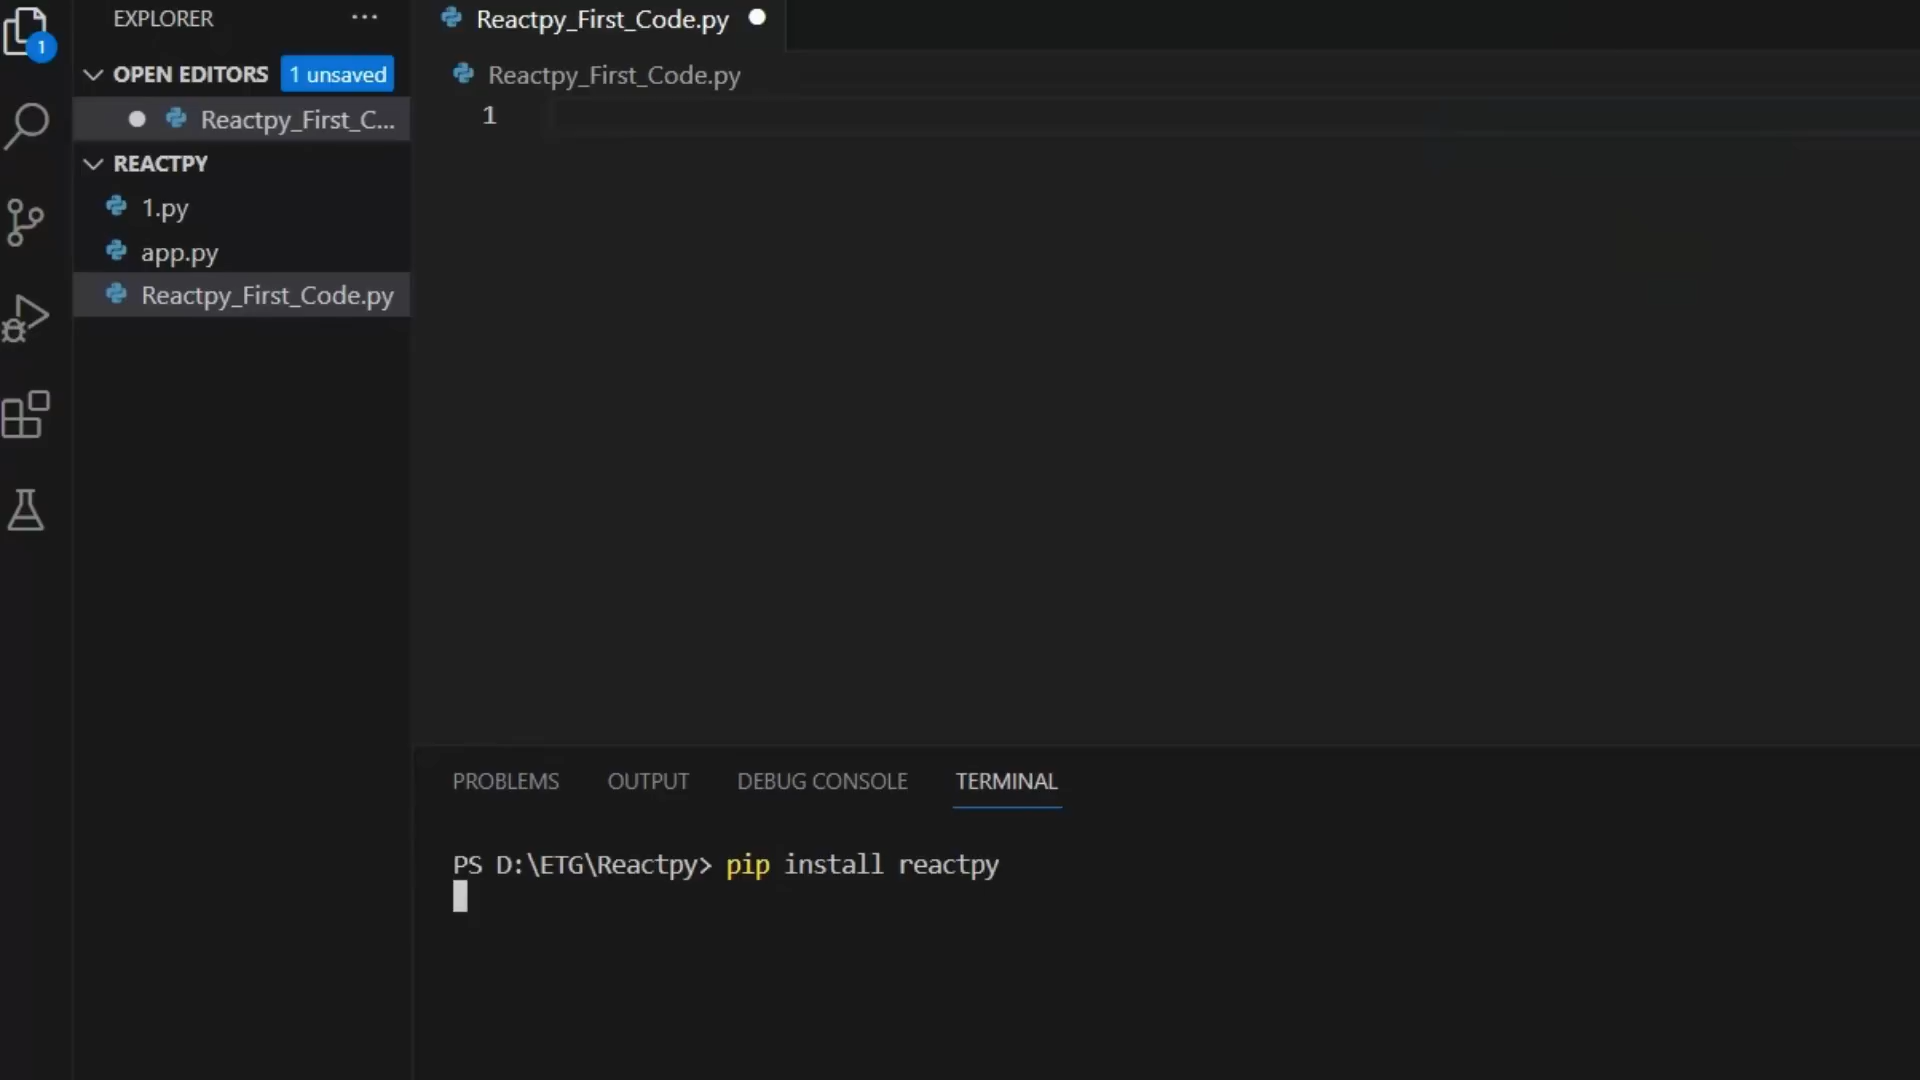 EXPLORER
Reactpy_First_Code.py
1
OPEN EDITORS
1 unsaved
Reactpy_First_C...
REACTPY
1.py
app.py
Reactpy_First_Code.py
Reactpy_First_Code.py
1
PROBLEMS
OUTPUT
DEBUG CONSOLE
TERMINAL
PS D:\ETG\Reactpy> pip install reactpy